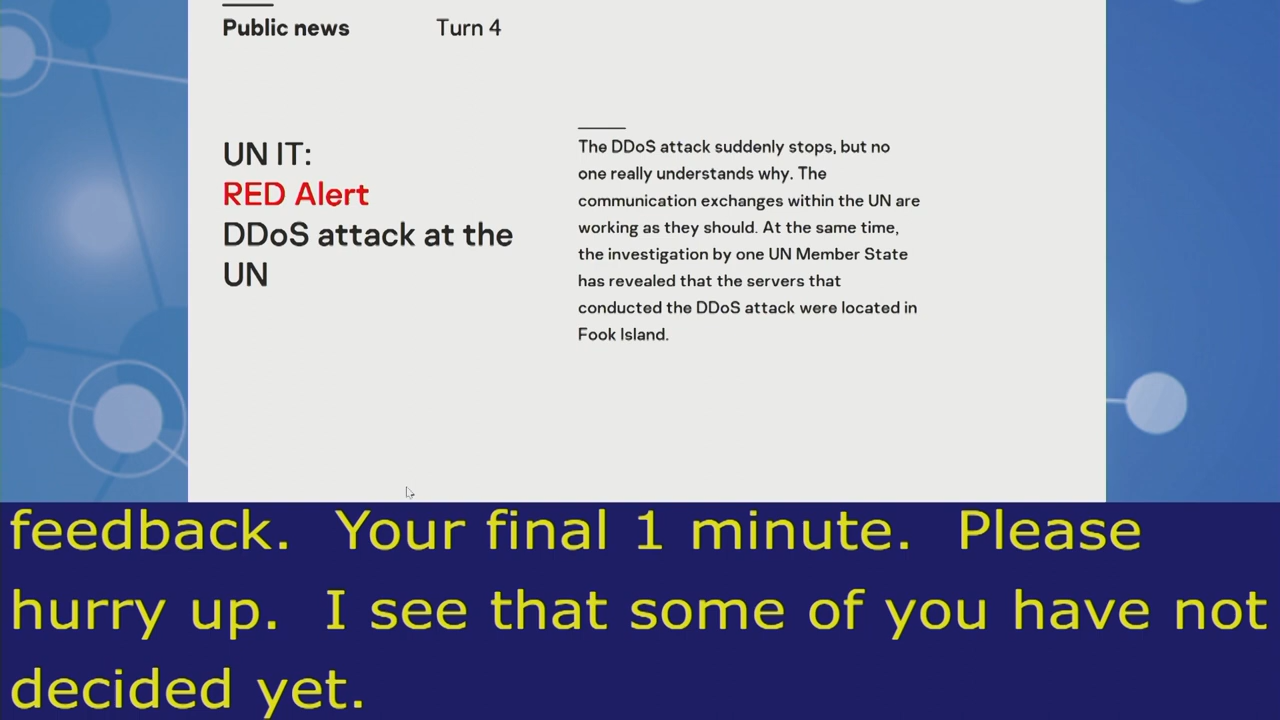 Public news
Turn 4
UN IT:
RED Alert
DDoS attack at the
UN
The DDoS attack suddenly stops, but no
one really understands why. The
communication exchanges within the UN are
working as they should. At the same time,
the investigation by one UN Member State
has revealed that the servers that
conducted the DDoS attack were located in
Fook Island.
feedback. Your final 1 minute. Please
hurry up. I see that some of you have not
decided yet.